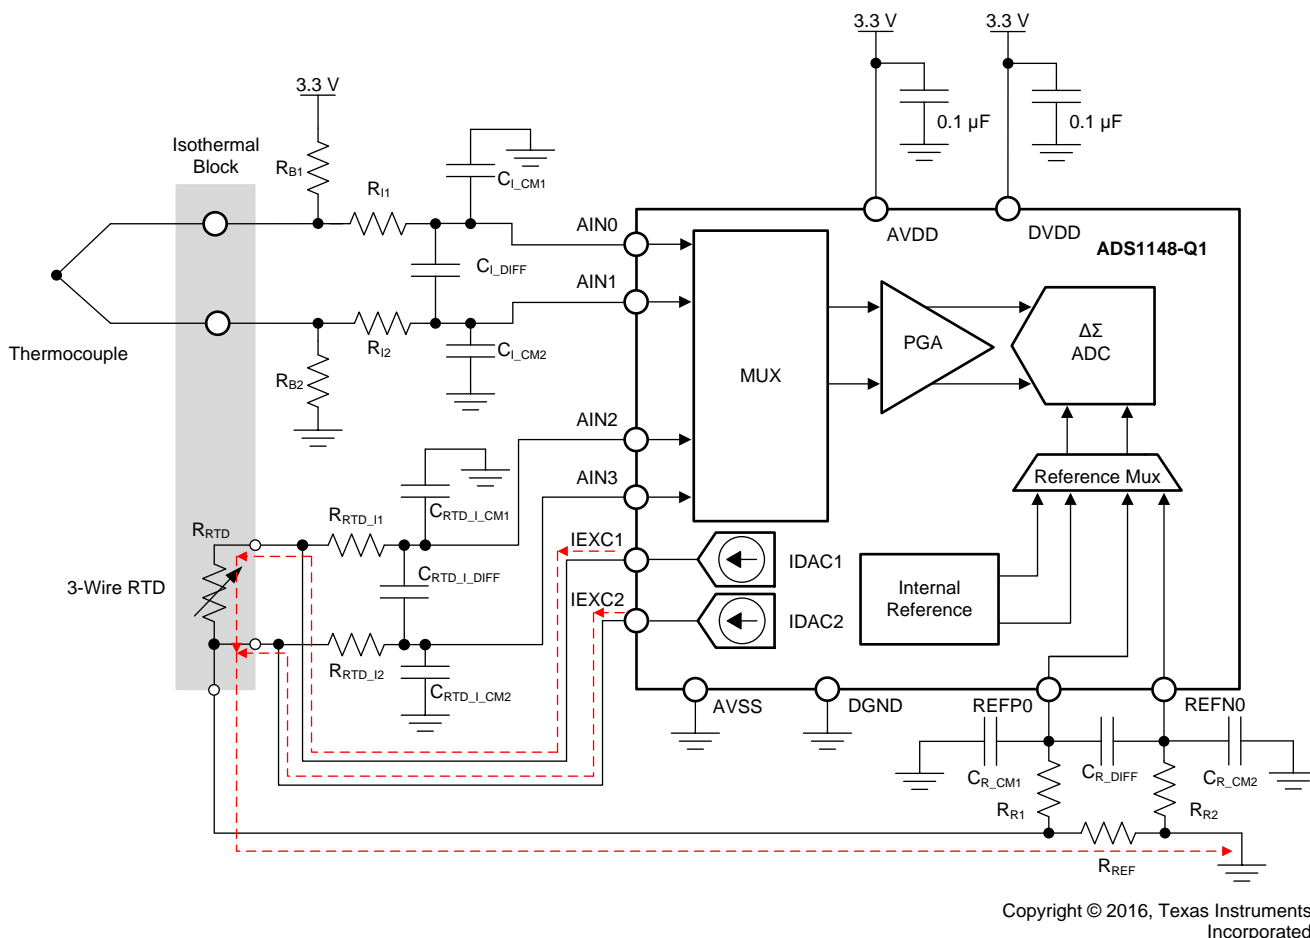 3.3 V
3.3 V
0.1 µF
0.1 µF
3.3 V
Isothermal
Block
RB1
RI1
CI_CM1
AIN0
AVDD
DVDD
ADS1148-Q1
CI_DIFF
AIN1
Thermocouple
RI2
CI_CM2
RB2
MUX
PGA
ΔΣ
ADC
AIN2
AIN3
Reference Mux
CRTD_I_CM1
RRTD
RRTD_I1
IEXC1
IDAC1
CRTD_I_DIFF
3-Wire RTD
IEXC2
IDAC2
Internal
Reference
RRTD_I2
CRTD_I_CM2
AVSS
DGND
REFP0
REFN0
CR_CM1
CR_DIFF
CR_CM2
RR1
RR2
RREF
Copyright © 2016, Texas Instruments
Incorporated